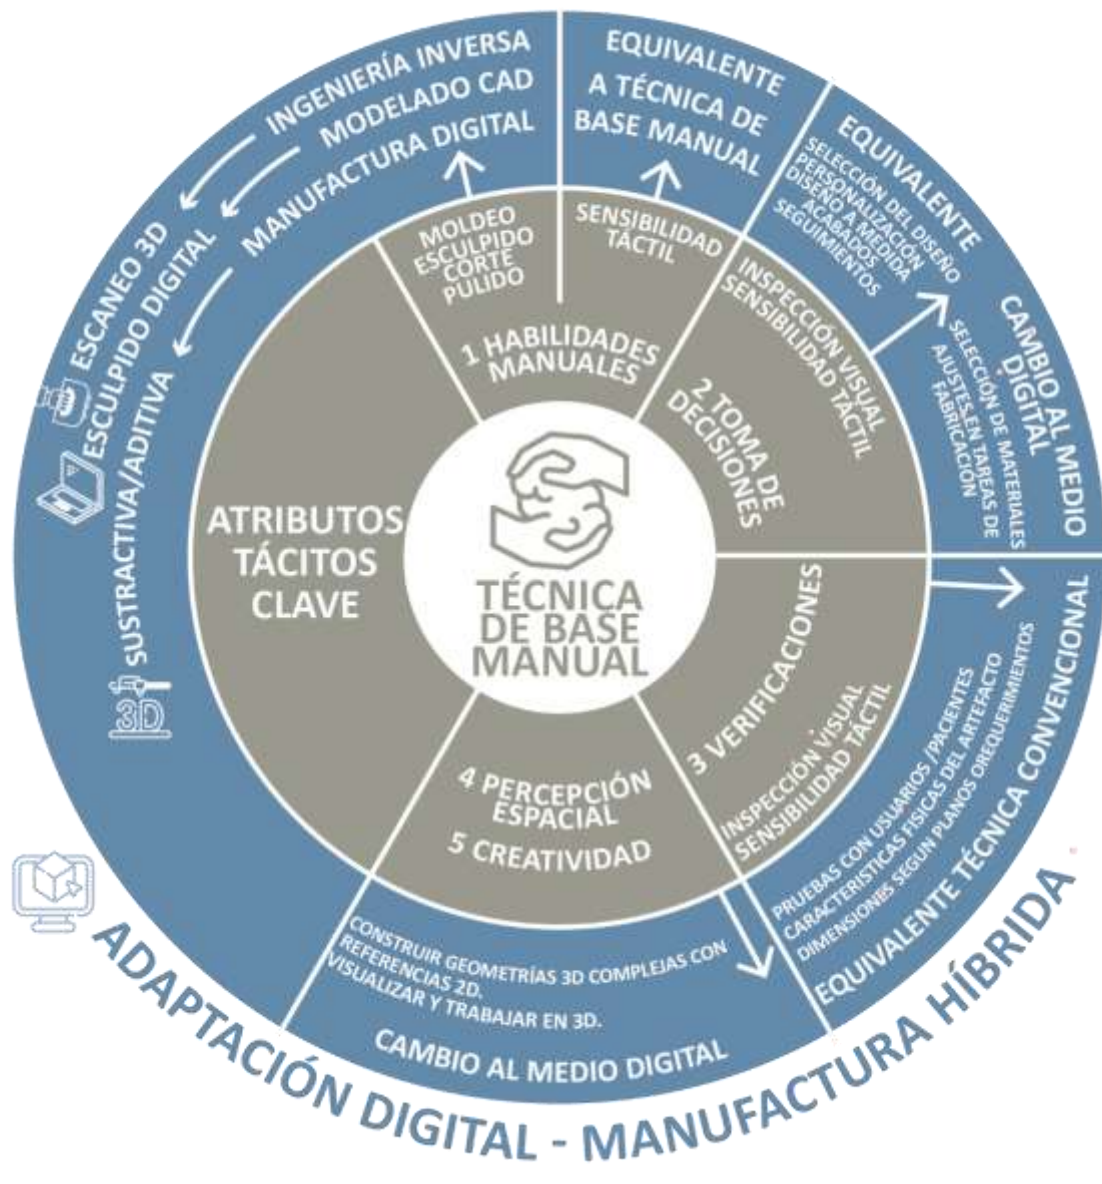 TÉCNICA
DE BASE
MANUAL
ATRIBUTOS
TÁCITOS
CLAVE
1 HABILIDADES
MANUALES
MOLDEO
ESCULPIDO
CORTE
PULIDO
SENSIBILIDAD
TÁCTIL
2 TOMA DE
DECISIONES
INSPECCIÓN VISUAL
SENSIBILIDAD TÁCTIL
3 VERIFICACIONES
INSPECCIÓN VISUAL
SENSIBILIDAD TÁCTIL
4 PERCEPCIÓN
ESPACIAL
5 CREATIVIDAD
INGENIERÍA INVERSA
MODELADO CAD
MANUFACTURA DIGITAL
ESCANEO 3D
ESCULPIDO DIGITAL
SUSTRACTIVA/ADITIVA
3D
EQUIVALENTE
A TÉCNICA DE
BASE MANUAL
EQUIVALENTE
SELECCIÓN DEL DISEÑO
PERSONALIZACIÓN
DISEÑO A MEDIDA
ACABADOS
SEGUIMIENTOS
CAMBIO AL MEDIO
DIGITAL
SELECCIÓN DE MATERIALES
AJUSTES EN TAREAS DE
FABRICACIÓN
PRUEBAS CON USUARIOS /PACIENTES
CARACTERISTICAS FISICAS DEL ARTEFACTO
DIMENSIONES SEGÚN PLANOS OREQUERIMIENTOS
EQUIVALENTE TÉCNICA CONVENCIONAL
CONSTRUIR GEOMETRÍAS 3D COMPLEJAS CON
REFERENCIAS 2D.
VISUALIZAR Y TRABAJAR EN 3D.
CAMBIO AL MEDIO DIGITAL
ADAPTACIÓN DIGITAL - MANUFACTURA HÍBRIDA